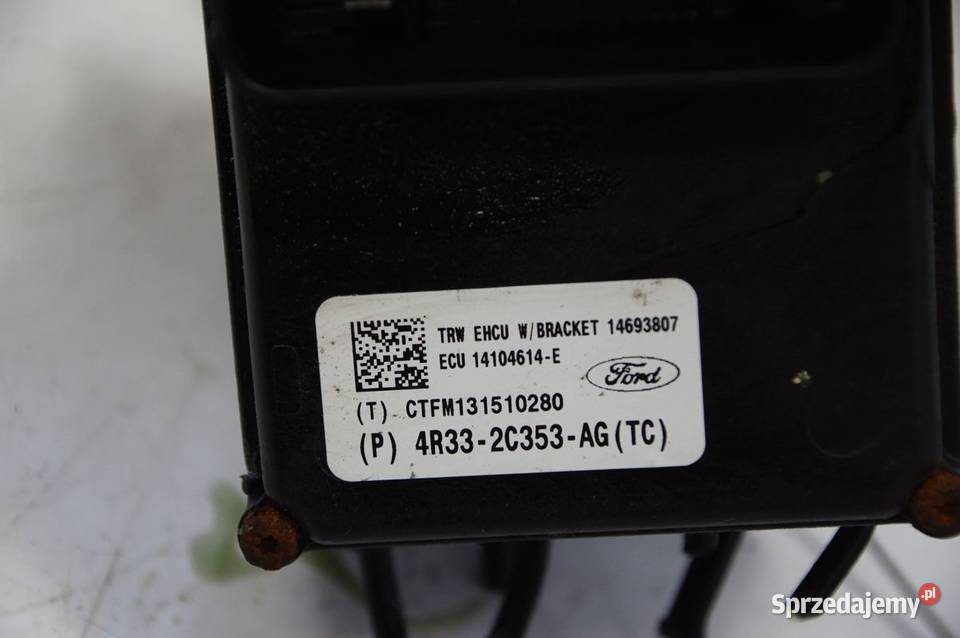 TRW EHCU W/BRACKET 14693807
ECU 14104614-E
Ford
(T) CTFM131510280
(P) 4R33-2C353-AG(TC)
Sprzedajemy.pl